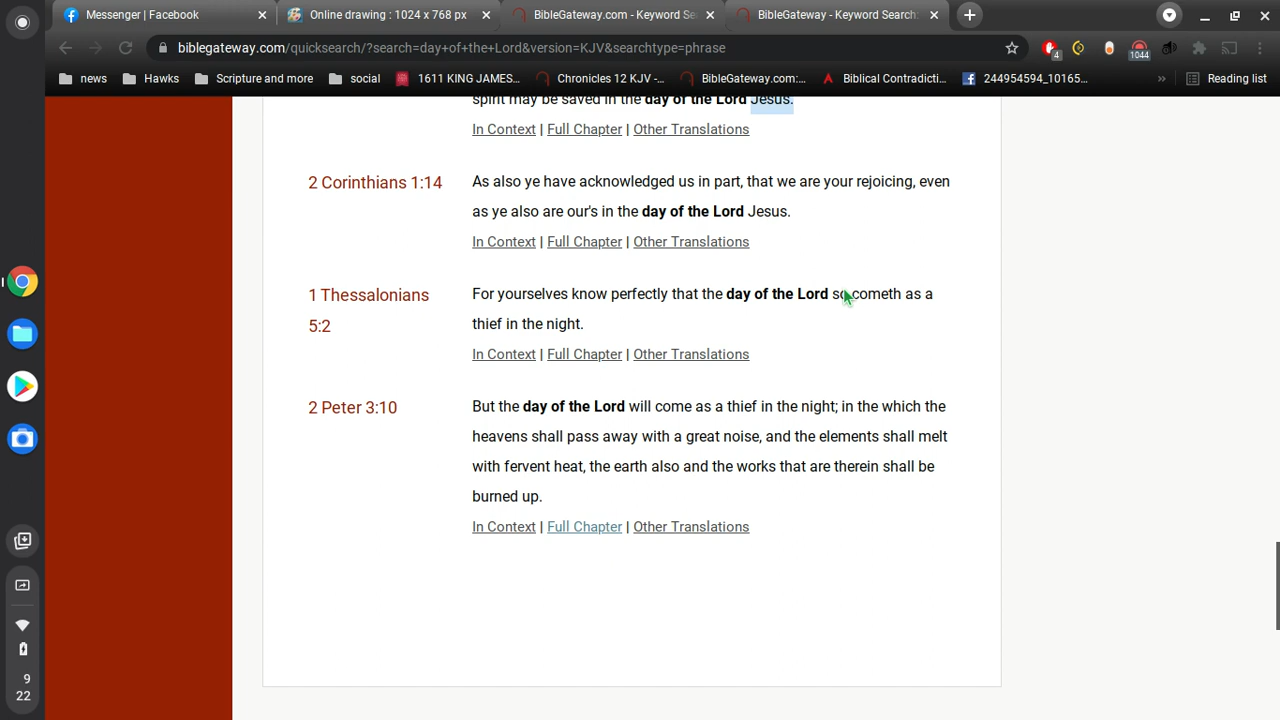 Messenger | Facebook
Online drawing : 1024 x 768 px
BibleGateway.com - Keyword Se
BibleGateway - Keyword Search:
biblegateway.com/quicksearch/?search=day+of+the+Lord&version=KJV&searchtype=phrase
4
1044
news
Hawks
Scripture and more
social
1611 KING JAMES...
Chronicles 12 KJV -...
BibleGateway.com:...
Biblical Contradicti...
244954594_10165...
»
Reading list
spirit may be saved in the day of the Lord Jesus.
In Context | Full Chapter | Other Translations
2 Corinthians 1:14
As also ye have acknowledged us in part, that we are your rejoicing, even
as ye also are our's in the day of the Lord Jesus.
In Context | Full Chapter | Other Translations
1 Thessalonians
5:2
For yourselves know perfectly that the day of the Lord so cometh as a
thief in the night.
In Context | Full Chapter | Other Translations
2 Peter 3:10
But the day of the Lord will come as a thief in the night; in the which the
heavens shall pass away with a great noise, and the elements shall melt
with fervent heat, the earth also and the works that are therein shall be
burned up.
In Context | Full Chapter | Other Translations
9
22